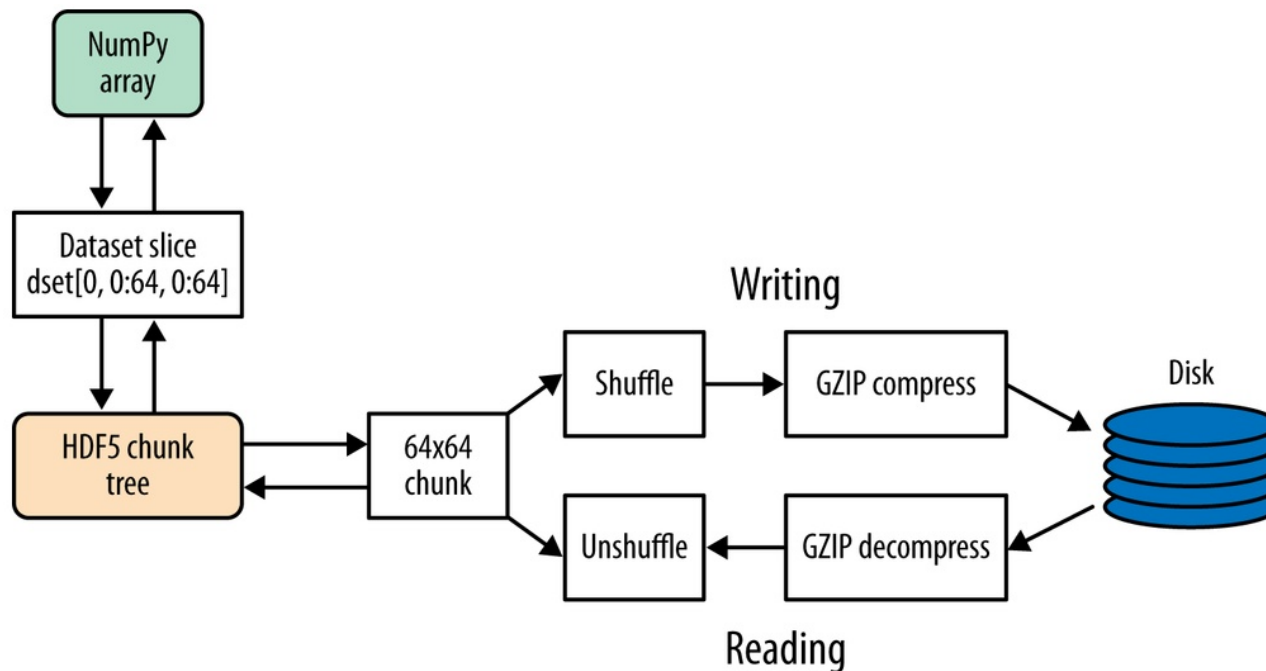 NumPy
array
Dataset slice
dset[0, 0:64, 0:64]
HDF5 chunk
tree
64x64
chunk
Writing
Shuffle
GZIP compress
Disk
Unshuffle
GZIP decompress
Reading